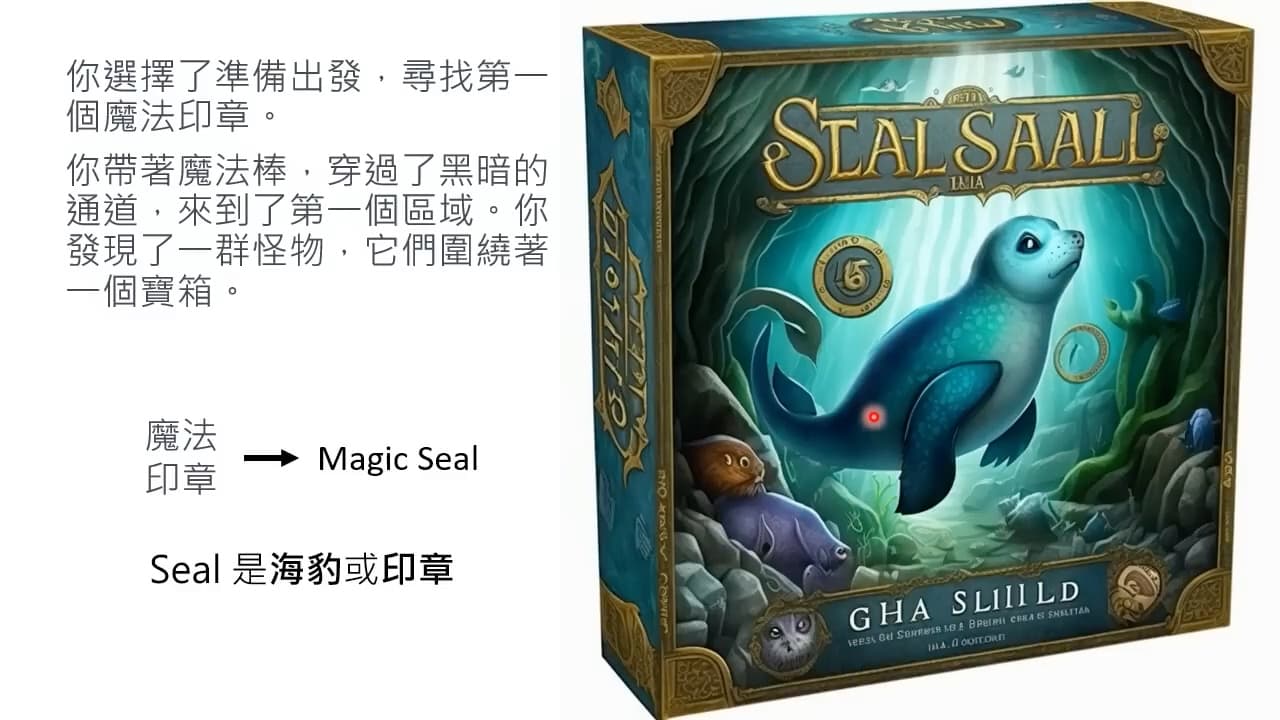 你選擇了準備出發，尋找第一
個魔法印章。
你帶著魔法棒，穿過了黑暗的
通道，來到了第一個區域。你
發現了一群怪物，它們圍繞著
一個寶箱。
魔法
印章
Magic Seal
Seal 是海豹或印章
STAL SAALL
GHA SLIIILD